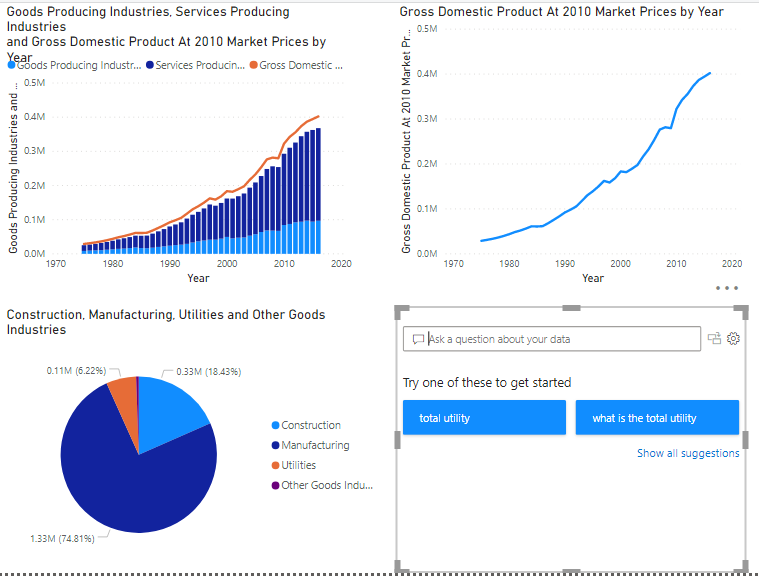 Goods Producing Industries, Services Producing
Industries
and Gross Domestic Product At 2010 Market Prices by
Year
Goods Producing Industr... Services Producin... Gross Domestic ...
Goods Producing Industries and ...
0.5M
0.4M
0.3M
0.2M
0.1M
0.0M
1970 1980 1990 2000 2010 2020
Year
Gross Domestic Product At 2010 Market Prices by Year
Gross Domestic Product At 2010 Market Pr...
0.5M
0.4M
0.3M
0.2M
0.1M
0.0M
1970 1980 1990 2000 2010 2020
Year
Construction, Manufacturing, Utilities and Other Goods
Industries
0.11M (6.22%)
0.33M (18.43%)
1.33M (74.81%)
Construction
Manufacturing
Utilities
Other Goods Indu...
Ask a question about your data
Try one of these to get started
total utility
what is the total utility
Show all suggestions